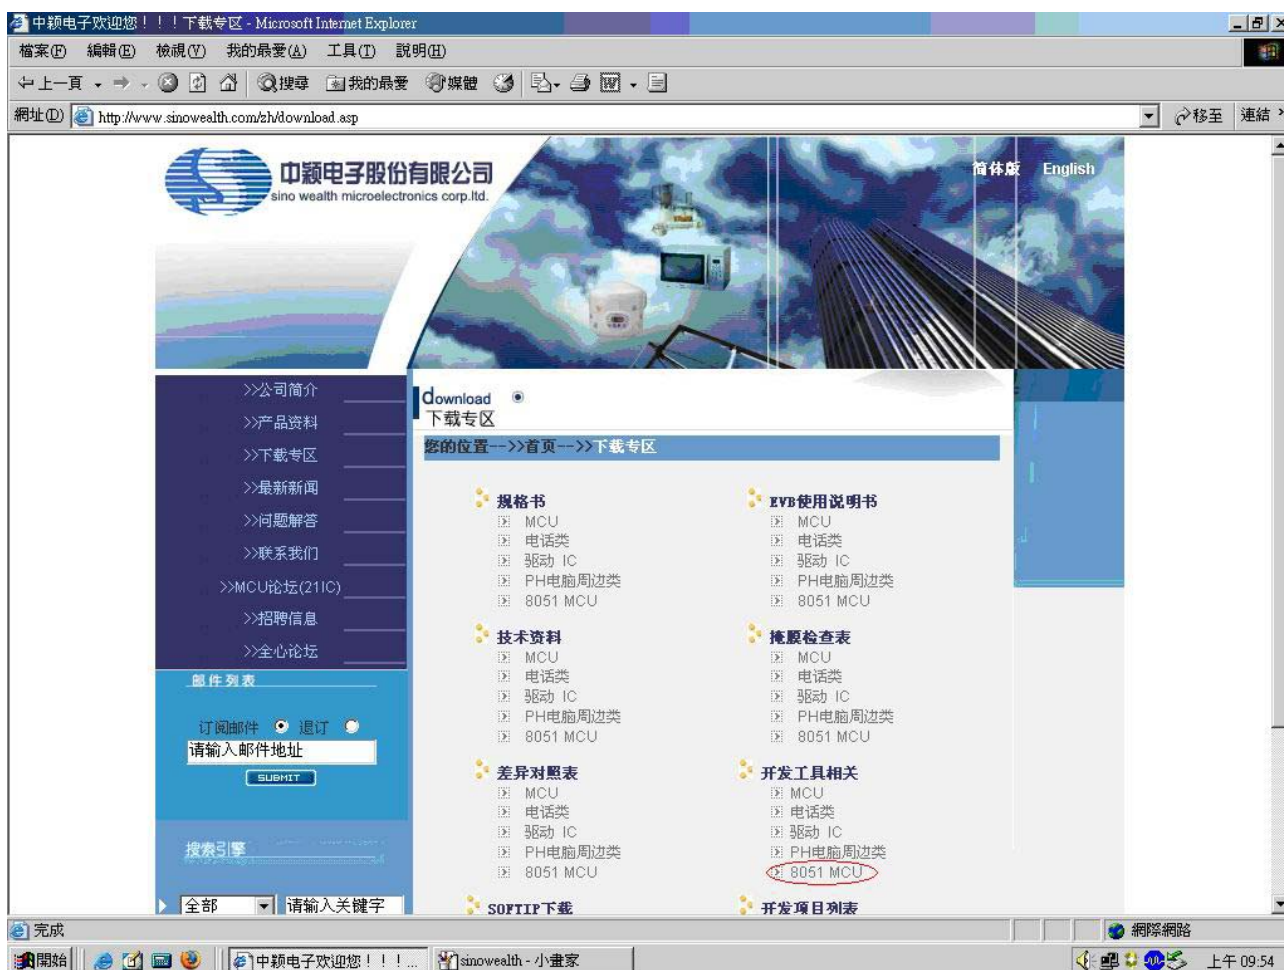 中颖电子欢迎您！！！下载专区 - Microsoft Internet Explorer
檔案(F) 編輯(E) 檢視(V) 我的最愛(A) 工具(T) 說明(H)
上一頁 搜尋 我的最愛 媒體
網址(D) http://www.sinowealth.com/zh/download.asp 移至 連結
中颖电子股份有限公司
sino wealth microelectronics corp.ltd.
简体版 English
>>公司简介
>>产品资料
>>下载专区
>>最新新闻
>>问题解答
>>联系我们
>>MCU论坛(21IC)
>>招聘信息
>>全心论坛
邮件列表
订阅邮件 退订
请输入邮件地址
SUBMIT
搜索引擎
全部 请输入关键字
download
下载专区
您的位置-->>首页-->>下载专区
规格书
MCU
电话类
驱动 IC
PH电脑周边类
8051 MCU
EVB使用说明书
MCU
电话类
驱动 IC
PH电脑周边类
8051 MCU
技术资料
MCU
电话类
驱动 IC
PH电脑周边类
8051 MCU
掩膜检查表
MCU
电话类
驱动 IC
PH电脑周边类
8051 MCU
差异对照表
MCU
电话类
驱动 IC
PH电脑周边类
8051 MCU
开发工具相关
MCU
电话类
驱动 IC
PH电脑周边类
8051 MCU
SOFTIP下载
开发项目列表
完成 網際網路
開始 中颖电子欢迎您！！！... sinowealth - 小畫家 上午 09:54